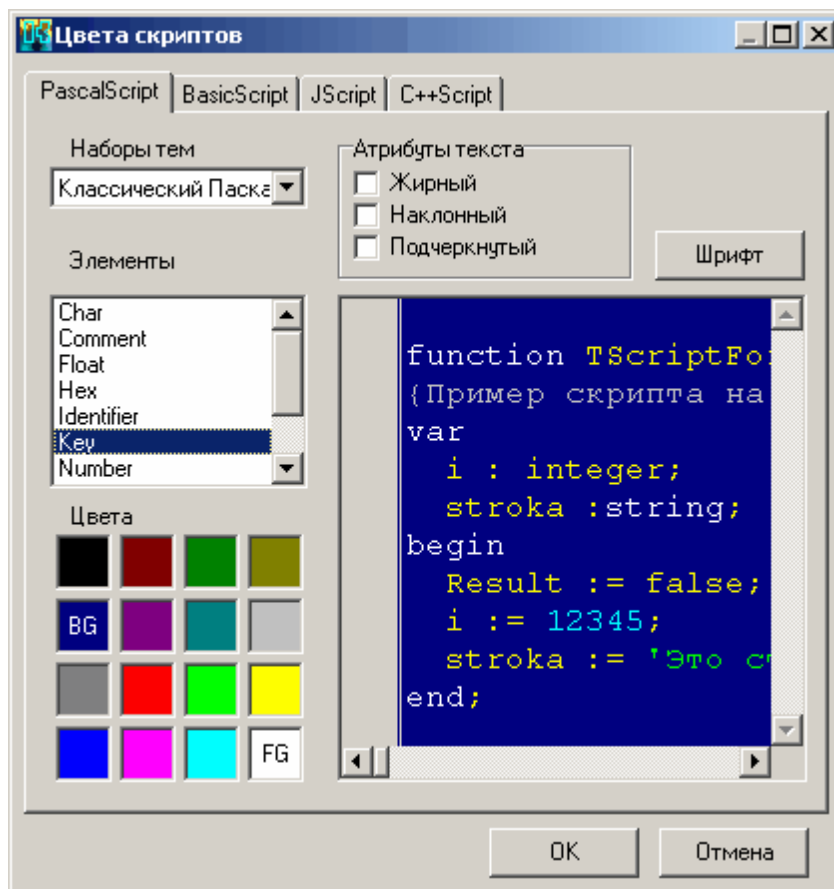 Цвета скриптов
PascalScript BasicScript JScript C++Script
Наборы тем
Классический Паска
Атрибуты текста
Жирный
Наклонный
Подчеркнутый
Шрифт
Элементы
Char
Comment
Float
Hex
Identifier
Key
Number
Цвета
BG
FG
function TScriptFo
{Пример скрипта на
var
i : integer;
stroka :string;
begin
Result := false;
i := 12345;
stroka := 'Это ст
end;
OK Отмена